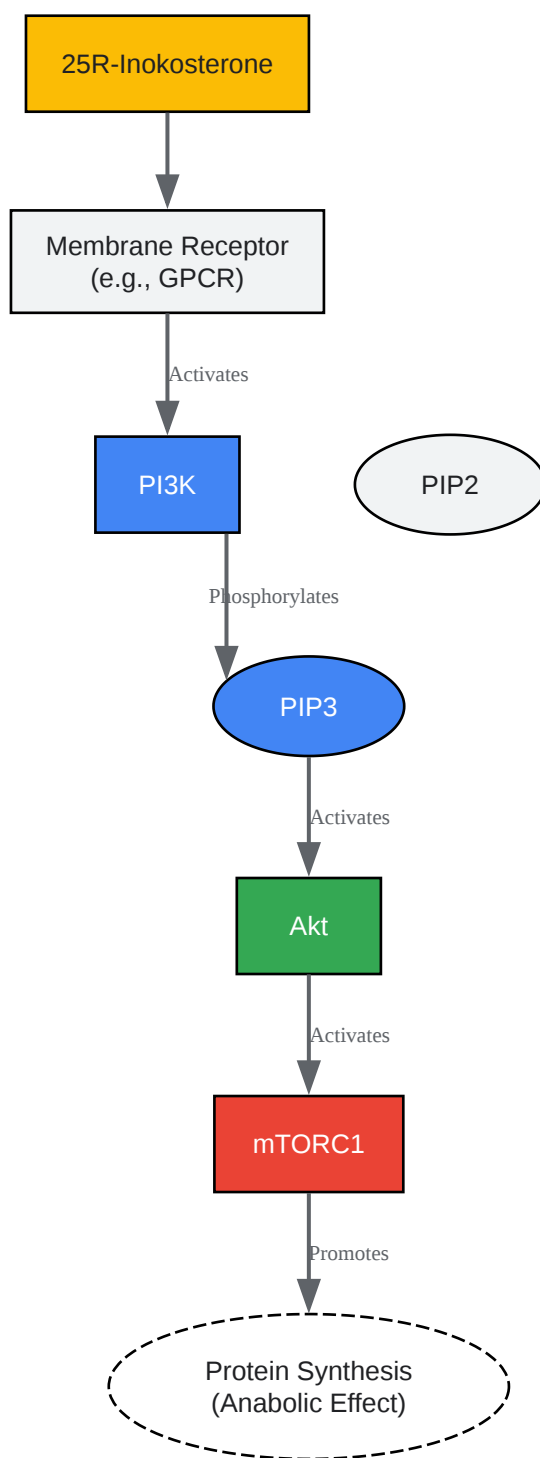 25R-Inokosterone
Membrane Receptor
(e.g., GPCR)
Activates
PI3K
PIP2
Phosphorylates
PIP3
Activates
Akt
Activates
mTORC1
Promotes
Protein Synthesis
(Anabolic Effect)